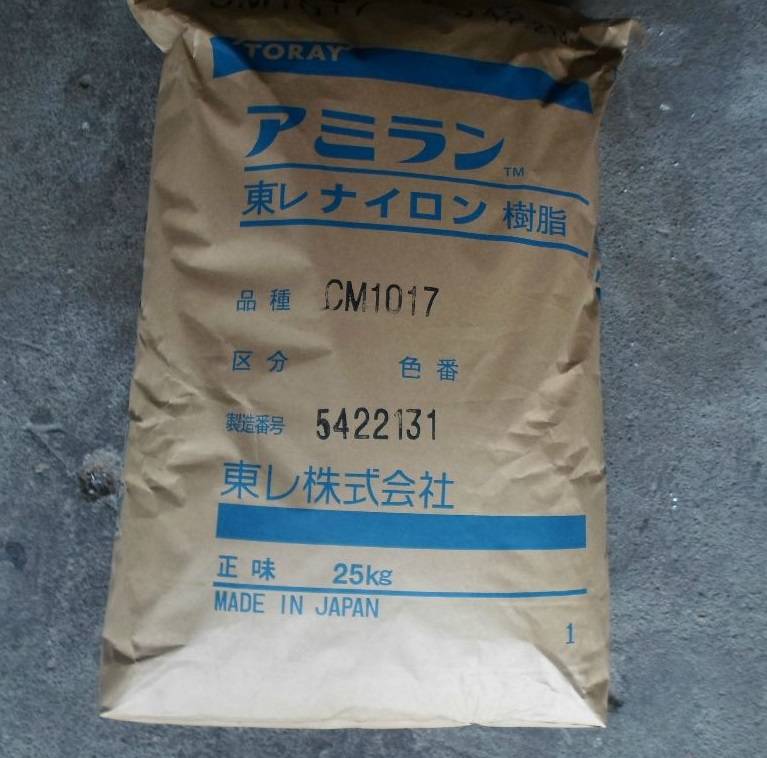 TORAY
アミラン™
東レ ナイロン 樹脂
品種 CM1017
区分 色番
製造番号 5422131
東レ株式会社
正味 25kg
MADE IN JAPAN
1